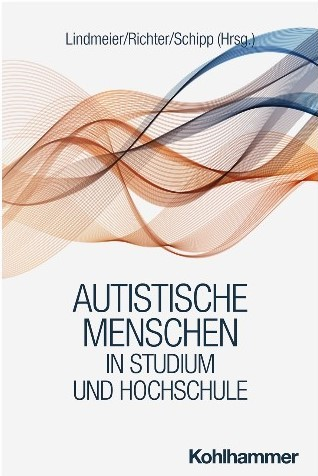 Lindmeier/Richter/Schipp (Hrsg.)
AUTISTISCHE
MENSCHEN
IN STUDIUM
UND HOCHSCHULE
Kohlhammer